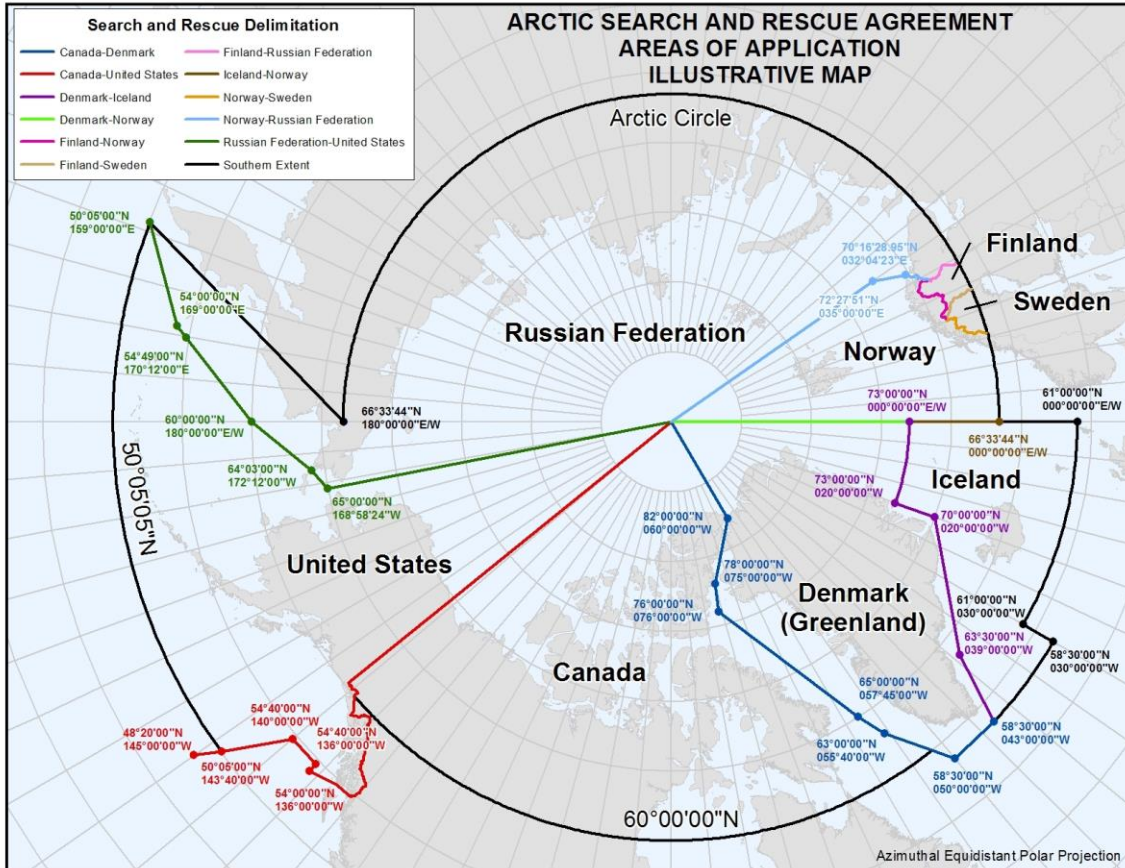 ARCTIC SEARCH AND RESCUE AGREEMENT
AREAS OF APPLICATION
ILLUSTRATIVE MAP
Search and Rescue Delimitation
Canada-Denmark
Canada-United States
Denmark-Iceland
Denmark-Norway
Finland-Norway
Finland-Sweden
Finland-Russian Federation
Iceland-Norway
Norway-Sweden
Norway-Russian Federation
Russian Federation-United States
Southern Extent
Arctic Circle
50°05'00"N
159°00'00"E
70°16'28.95"N
032°04'23"E
Finland
72°27'51"N
035°00'00"E
Sweden
54°00'00"N
169°00'00"E
Russian Federation
Norway
54°49'00"N
170°12'00"E
60°00'00"N
180°00'00"E/W
66°33'44"N
180°00'00"E/W
73°00'00"N
000°00'00"E/W
61°00'00"N
000°00'00"E/W
66°33'44"N
000°00'00"E/W
50°05'05"N
64°03'00"N
172°12'00"W
65°00'00"N
168°58'24"W
73°00'00"N
020°00'00"W
Iceland
70°00'00"N
020°00'00"W
82°00'00"N
060°00'00"W
United States
78°00'00"N
075°00'00"W
76°00'00"N
076°00'00"W
Denmark
(Greenland)
61°00'00"N
030°00'00"W
63°30'00"N
039°00'00"W
58°30'00"N
030°00'00"W
Canada
65°00'00"N
057°45'00"W
54°40'00"N
140°00'00"W
54°40'00"N
136°00'00"W
48°20'00"N
145°00'00"W
50°05'00"N
143°40'00"W
54°00'00"N
136°00'00"W
63°00'00"N
055°40'00"W
58°30'00"N
043°00'00"W
58°30'00"N
050°00'00"W
60°00'00"N
Azimuthal Equidistant Polar Projection